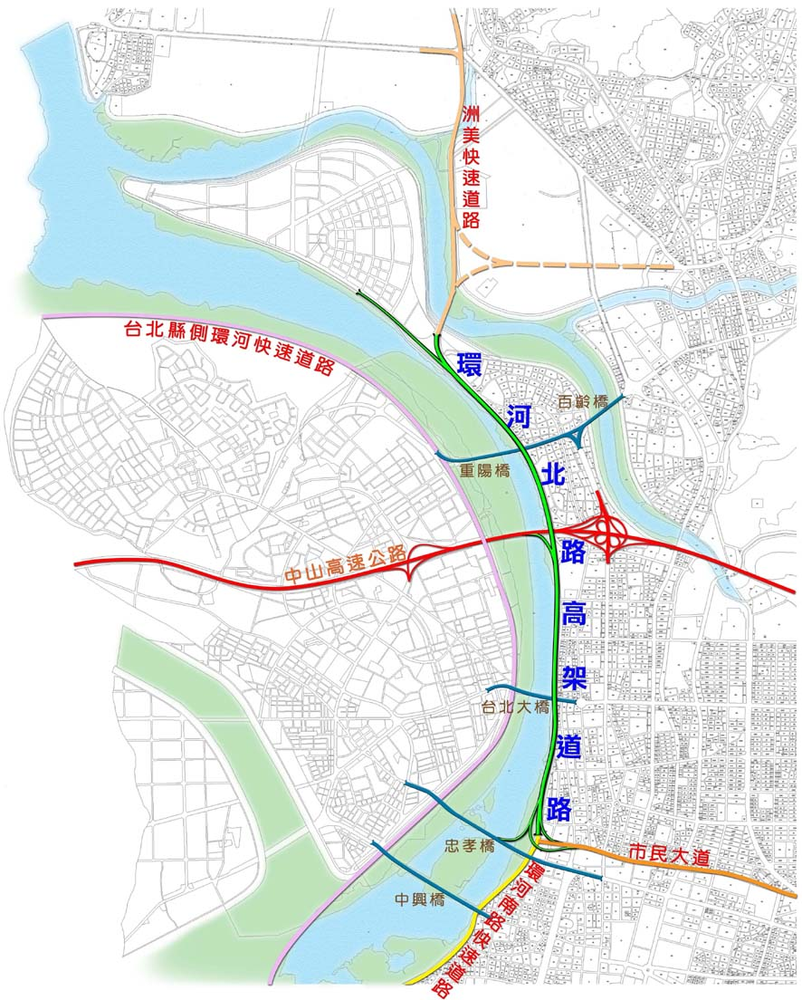 洲美快速道路
台北縣側環河快速道路
環河北路高架道路
百齡橋
重陽橋
中山高速公路
台北大橋
忠孝橋
市民大道
中興橋
環河南路快速道路